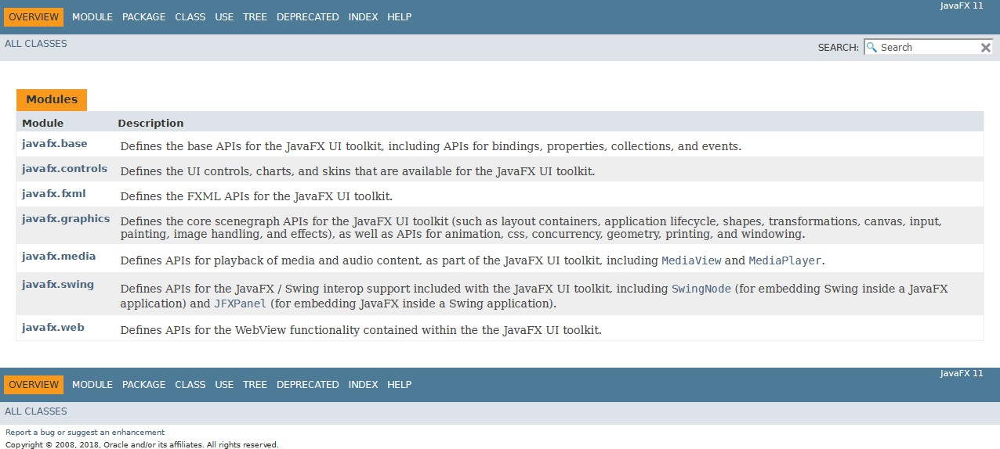 JavaFX 11
OVERVIEW MODULE PACKAGE CLASS USE TREE DEPRECATED INDEX HELP
ALL CLASSES
SEARCH: Search
Modules
Module Description
javafx.base Defines the base APIs for the JavaFX UI toolkit, including APIs for bindings, properties, collections, and events.
javafx.controls Defines the UI controls, charts, and skins that are available for the JavaFX UI toolkit.
javafx.fxml Defines the FXML APIs for the JavaFX UI toolkit.
javafx.graphics Defines the core scenegraph APIs for the JavaFX UI toolkit (such as layout containers, application lifecycle, shapes, transformations, canvas, input,
painting, image handling, and effects), as well as APIs for animation, css, concurrency, geometry, printing, and windowing.
javafx.media Defines APIs for playback of media and audio content, as part of the JavaFX UI toolkit, including MediaView and MediaPlayer.
javafx.swing Defines APIs for the JavaFX / Swing interop support included with the JavaFX UI toolkit, including SwingNode (for embedding Swing inside a JavaFX
application) and JFXPanel (for embedding JavaFX inside a Swing application).
javafx.web Defines APIs for the WebView functionality contained within the the JavaFX UI toolkit.
JavaFX 11
OVERVIEW MODULE PACKAGE CLASS USE TREE DEPRECATED INDEX HELP
ALL CLASSES
Report a bug or suggest an enhancement
Copyright © 2008, 2018, Oracle and/or its affiliates. All rights reserved.